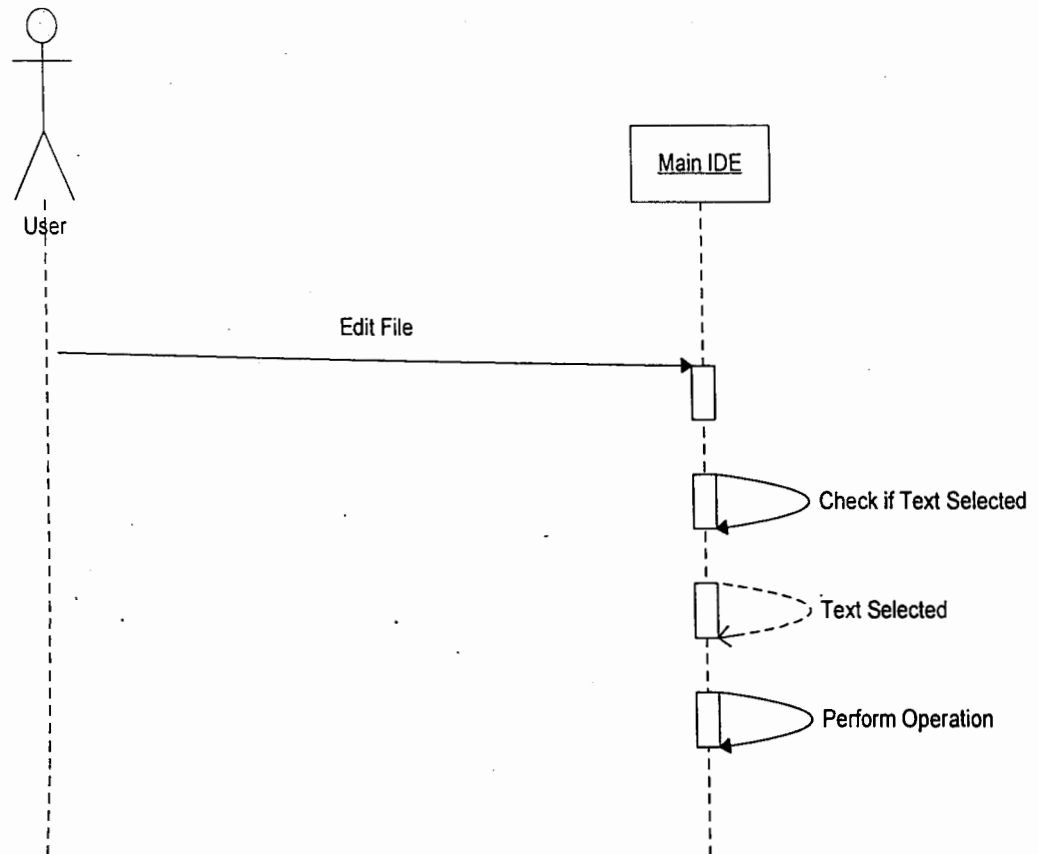 Main IDE
User
Edit File
Check if Text Selected
Text Selected
Perform Operation